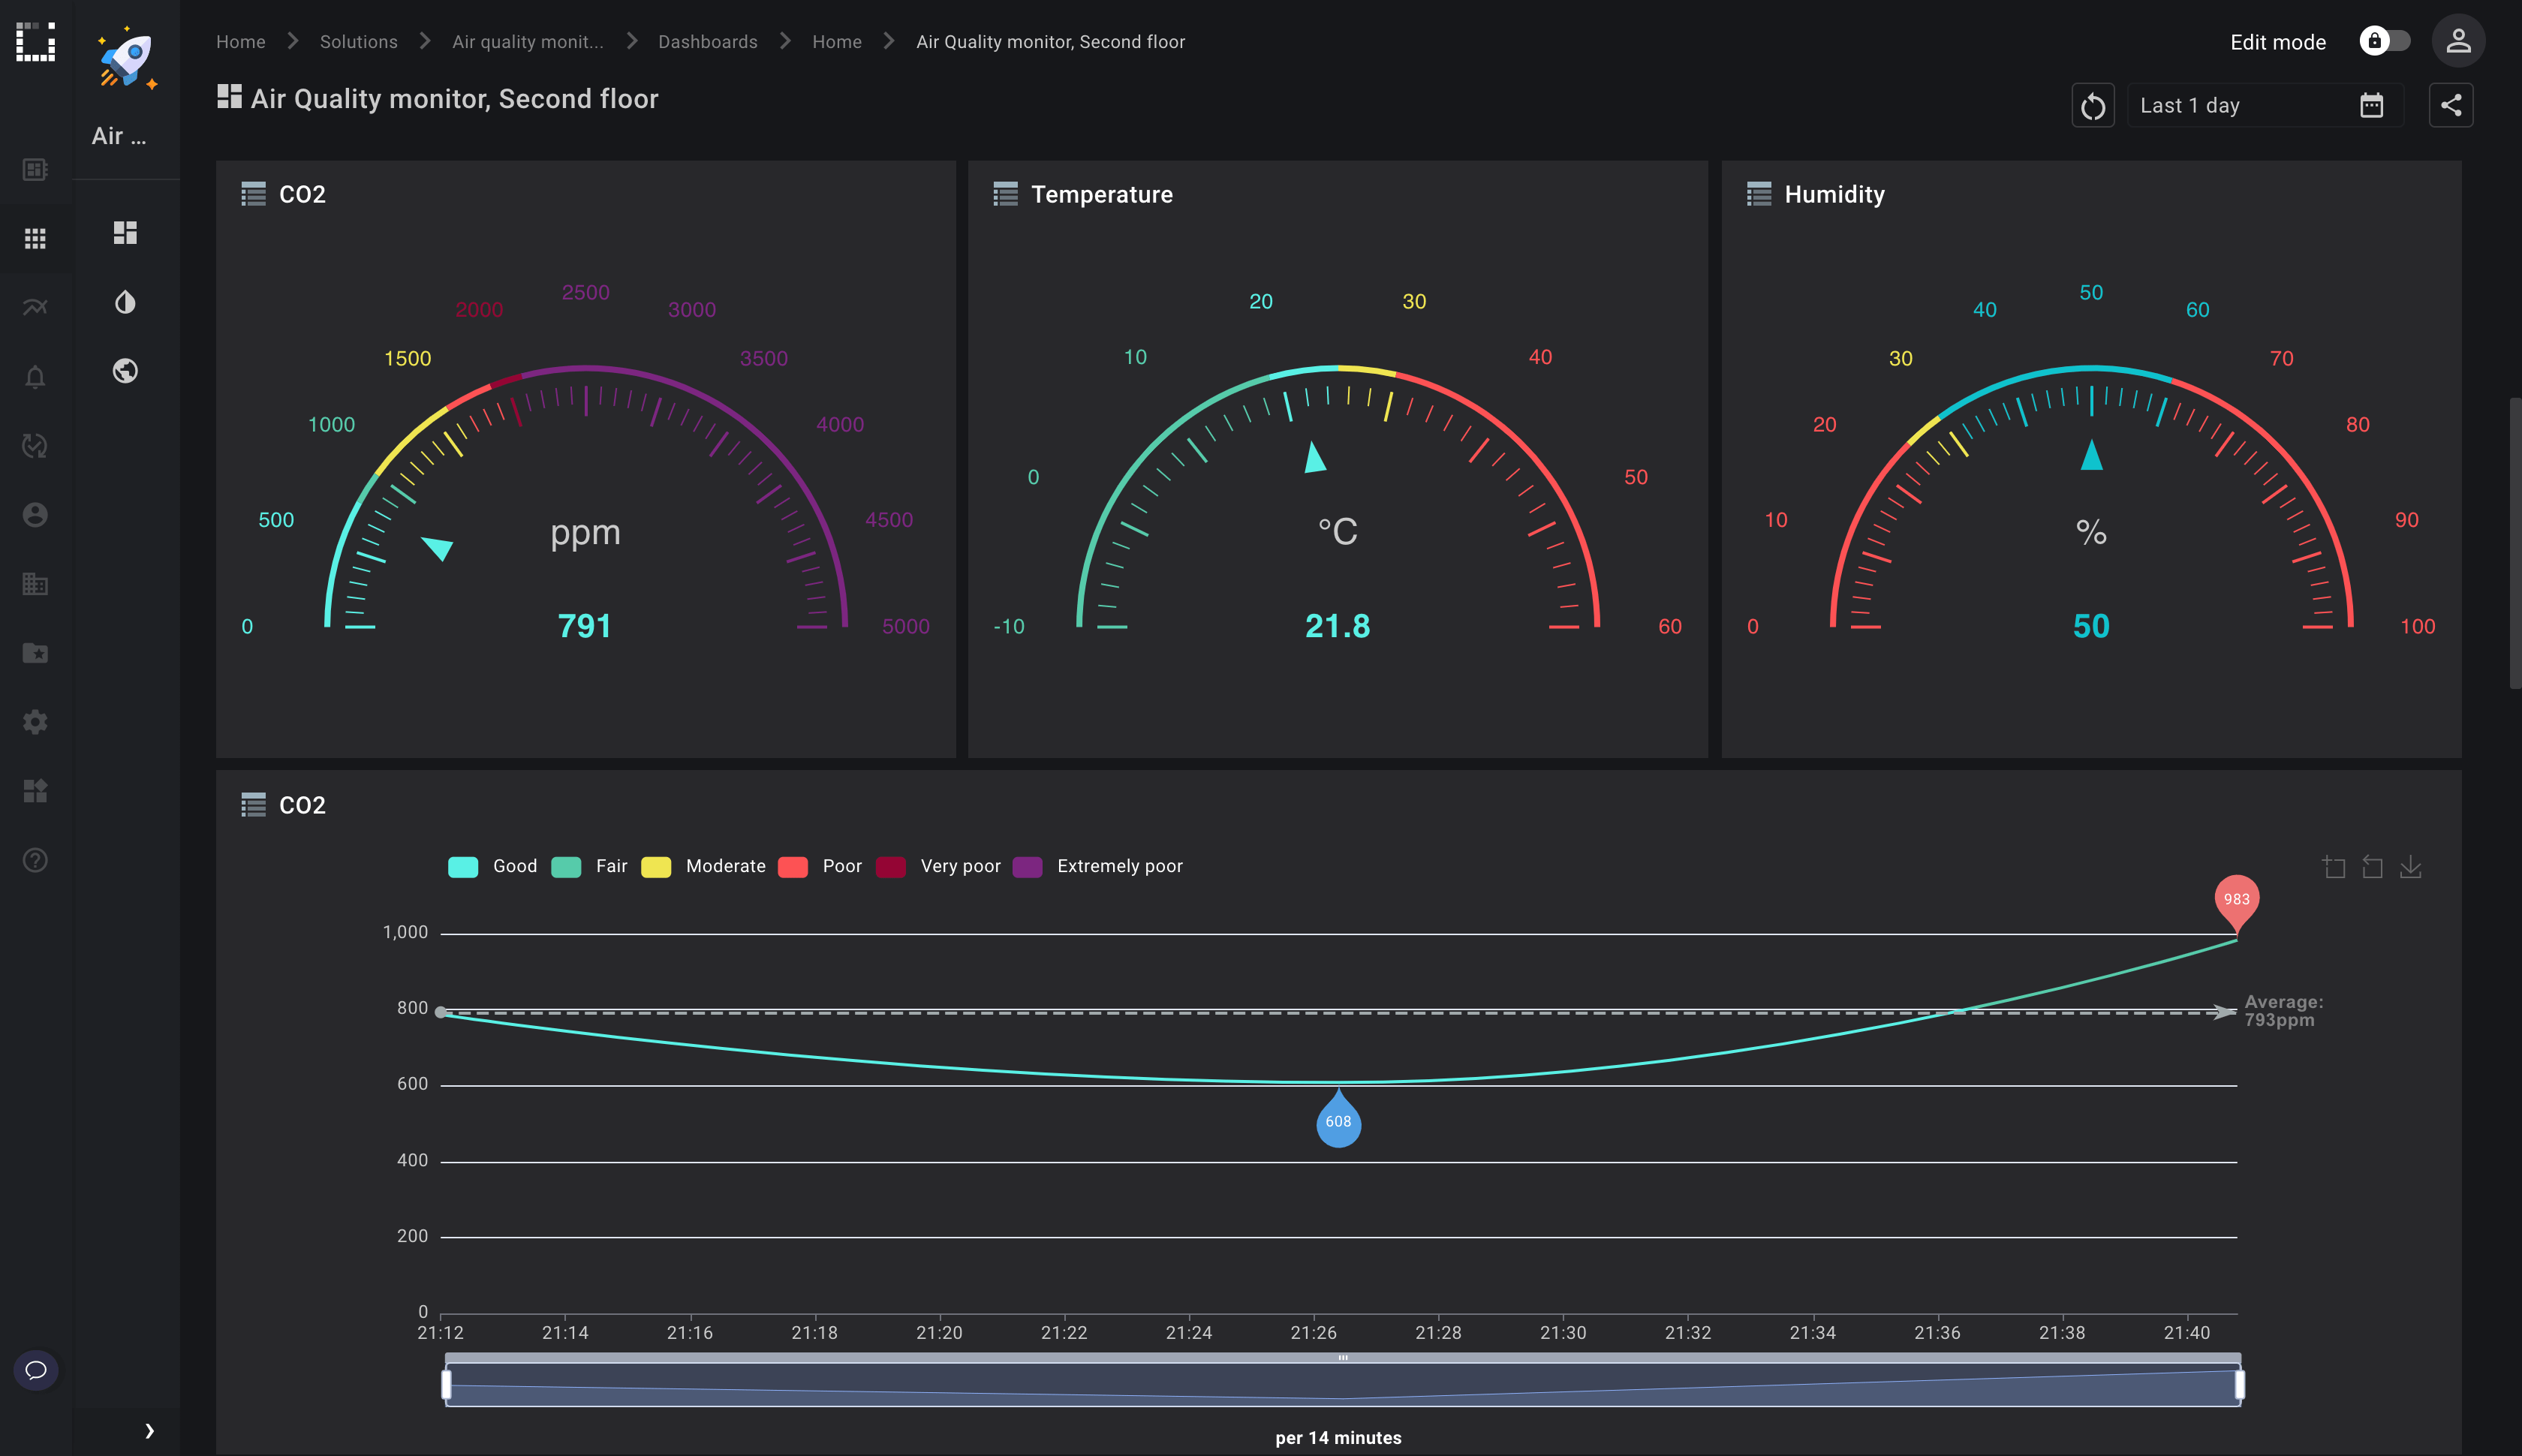 Home Solutions Air quality monit... Dashboards Home Air Quality monitor, Second floor
Edit mode
Air ...
Air Quality monitor, Second floor
Last 1 day
CO2
0
500
1000
1500
2000
2500
3000
3500
4000
4500
5000
ppm
791
Temperature
-10
0
10
20
30
40
50
60
°C
21.8
Humidity
0
10
20
30
40
50
60
70
80
90
100
%
50
CO2
Good Fair Moderate Poor Very poor Extremely poor
983
1,000
800
600
400
200
0
Average:
793ppm
608
21:12 21:14 21:16 21:18 21:20 21:22 21:24 21:26 21:28 21:30 21:32 21:34 21:36 21:38 21:40
per 14 minutes